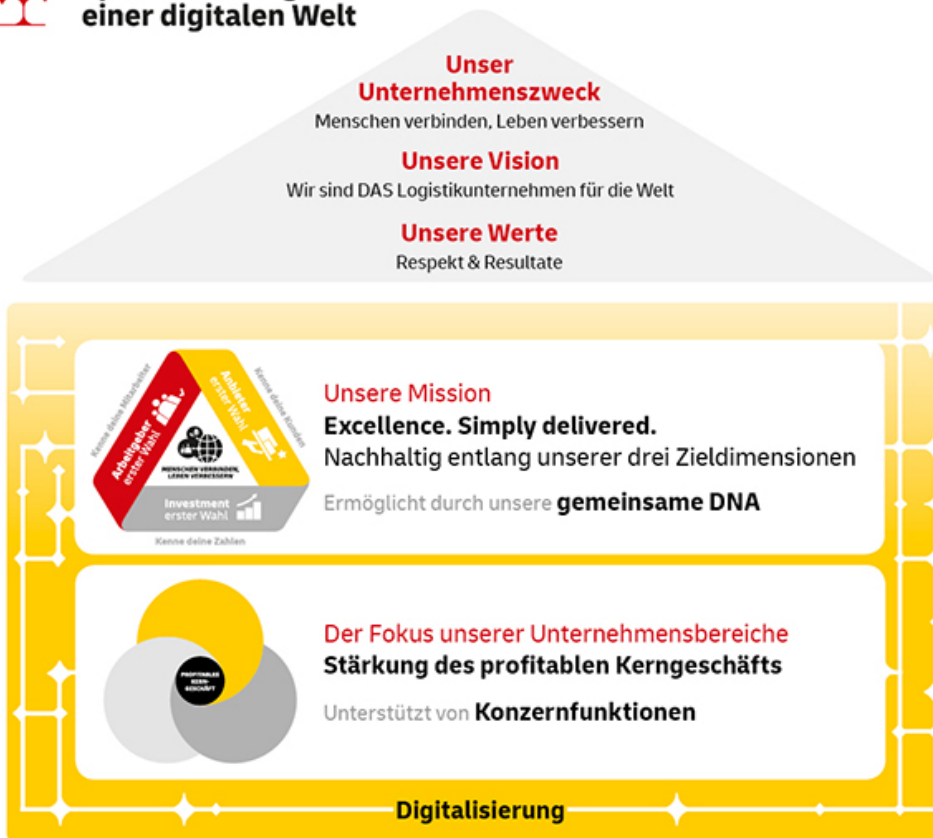 einer digitalen Welt
Unser
Unternehmenszweck
Menschen verbinden, Leben verbessern
Unsere Vision
Wir sind DAS Logistikunternehmen für die Welt
Unsere Werte
Respekt & Resultate
Kenne deine Mitarbeiter
Arbeitgeber
erster Wahl
Anbieter
erster Wahl
Kenne deine Kunden
MENSCHEN VERBINDEN,
LEBEN VERBESSERN
Investment
erster Wahl
Kenne deine Zahlen
Unsere Mission
Excellence. Simply delivered.
Nachhaltig entlang unserer drei Zieldimensionen
Ermöglicht durch unsere gemeinsame DNA
PROFITABLES
KERN-
GESCHÄFT
Der Fokus unserer Unternehmensbereiche
Stärkung des profitablen Kerngeschäfts
Unterstützt von Konzernfunktionen
Digitalisierung